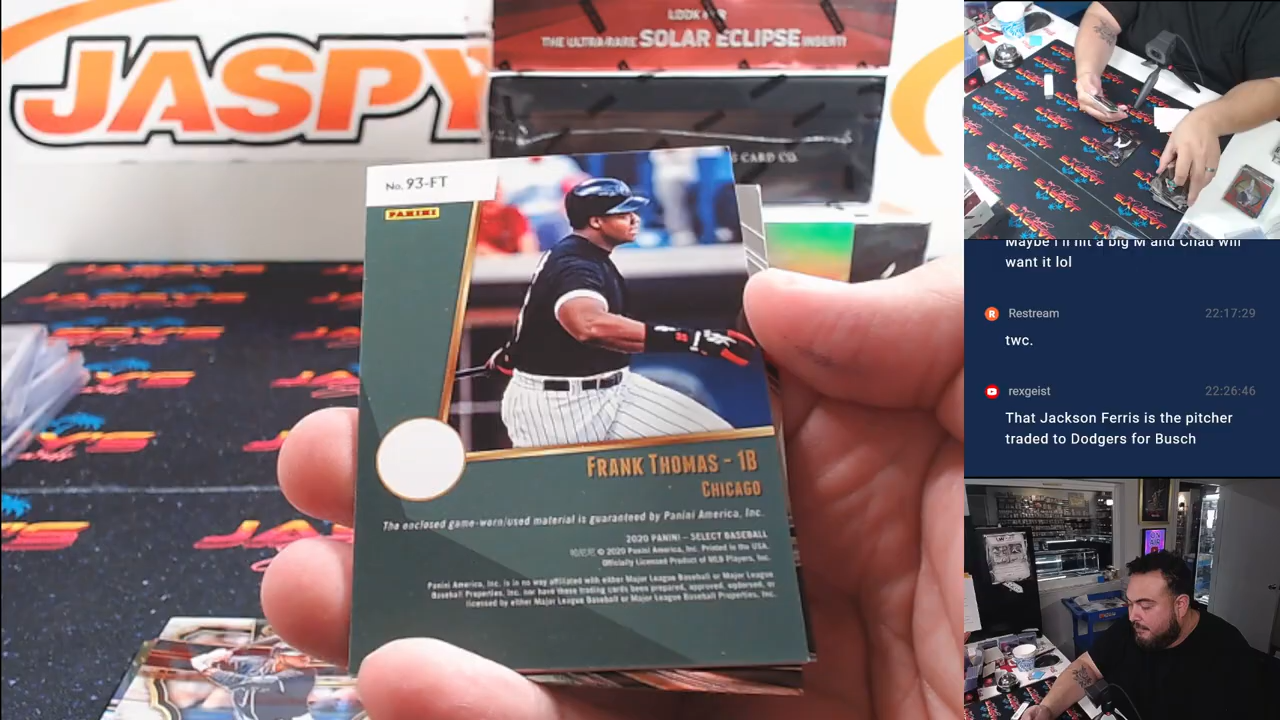 JASPY
LOOK FOR
THE ULTRA-RARE SOLAR ECLIPSE INSERT!
CARD CO.
No. 93-FT
PANINI
FRANK THOMAS - 1B
CHICAGO
The enclosed game-worn/used material is guaranteed by Panini America, Inc.
2020 PANINI – SELECT BASEBALL
© 2020 Panini America, Inc. Printed in the USA.
Officially Licensed Product of MLB Players, Inc.
Panini America, Inc. is in no way affiliated with either Major League Baseball or Major League
Baseball Properties, Inc. nor have these trading cards been prepared, approved, endorsed, or
licensed by either Major League Baseball or Major League Baseball Properties, Inc.
Maybe I'll hit a big M and Chad will
want it lol
Restream 22:17:29
twc.
rexgeist 22:26:46
That Jackson Ferris is the pitcher
traded to Dodgers for Busch
ON
AIR